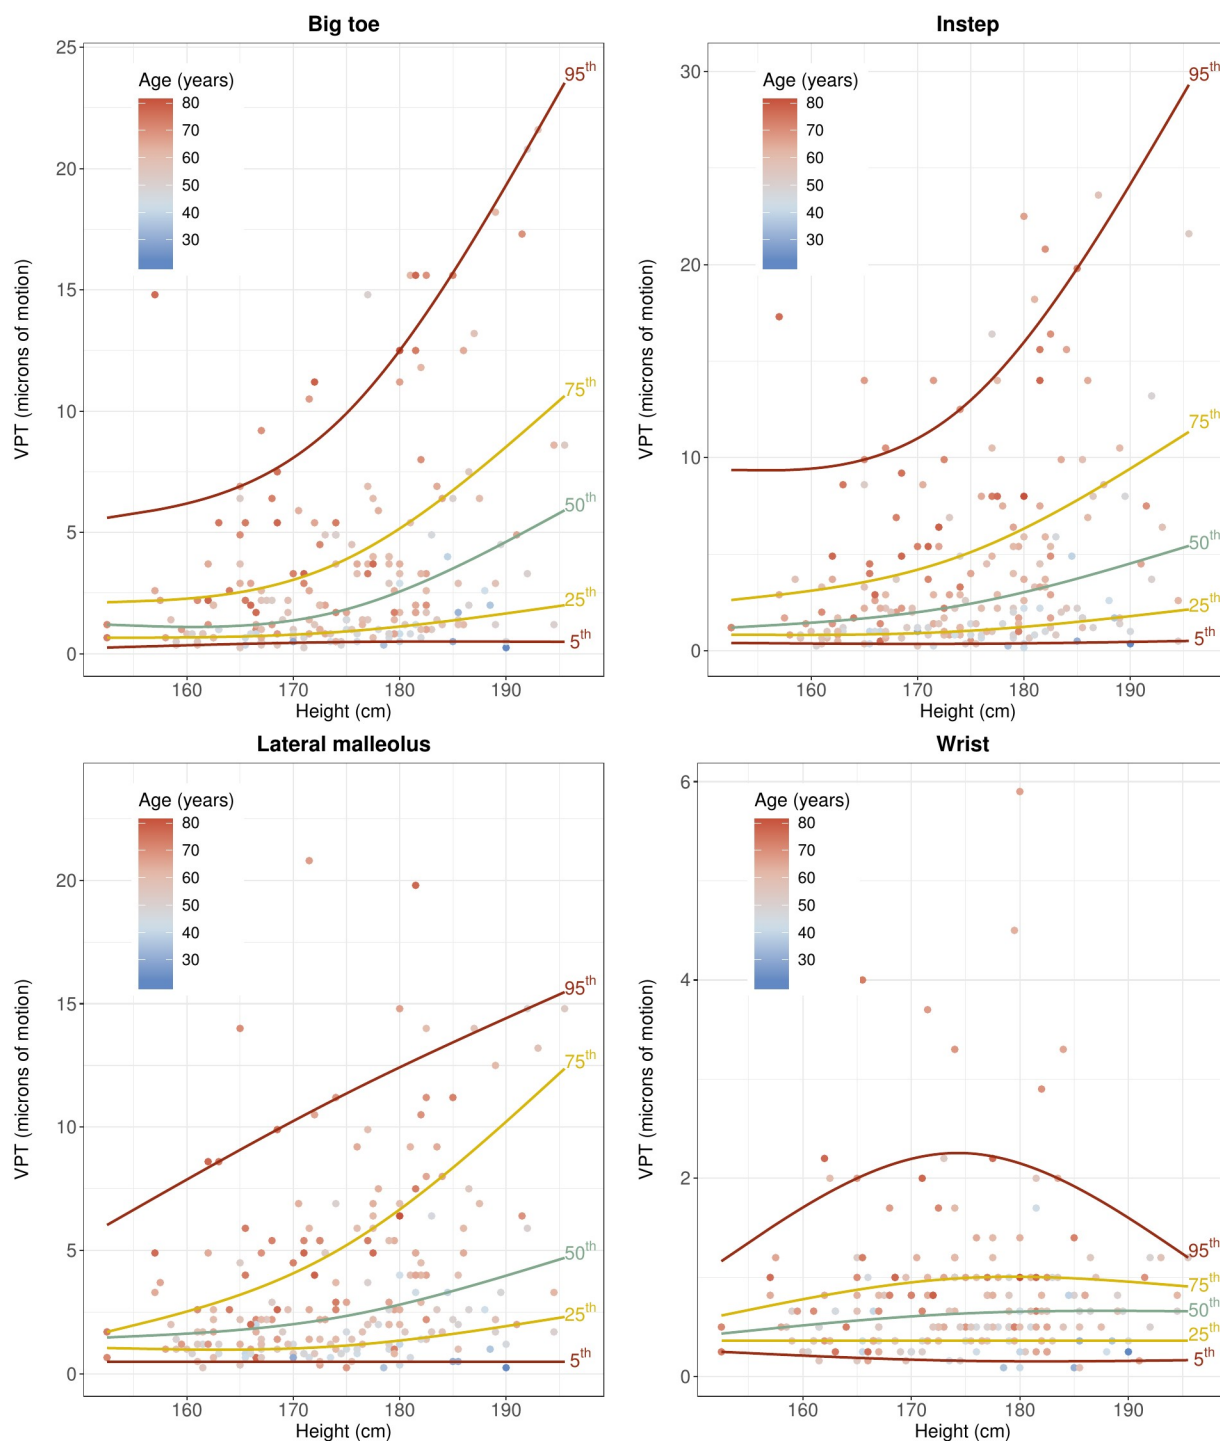 Big toe
25
20
15
10
5
0
VPT (microns of motion)
Age (years)
80
70
60
50
40
30
95th
75th
50th
25th
5th
160 170 180 190
Height (cm)
Instep
30
20
10
0
VPT (microns of motion)
Age (years)
80
70
60
50
40
30
95th
75th
50th
25th
5th
160 170 180 190
Height (cm)
Lateral malleolus
20
15
10
5
0
VPT (microns of motion)
Age (years)
80
70
60
50
40
30
95th
75th
50th
25th
5th
160 170 180 190
Height (cm)
Wrist
6
4
2
0
VPT (microns of motion)
Age (years)
80
70
60
50
40
30
95th
75th
50th
25th
5th
160 170 180 190
Height (cm)